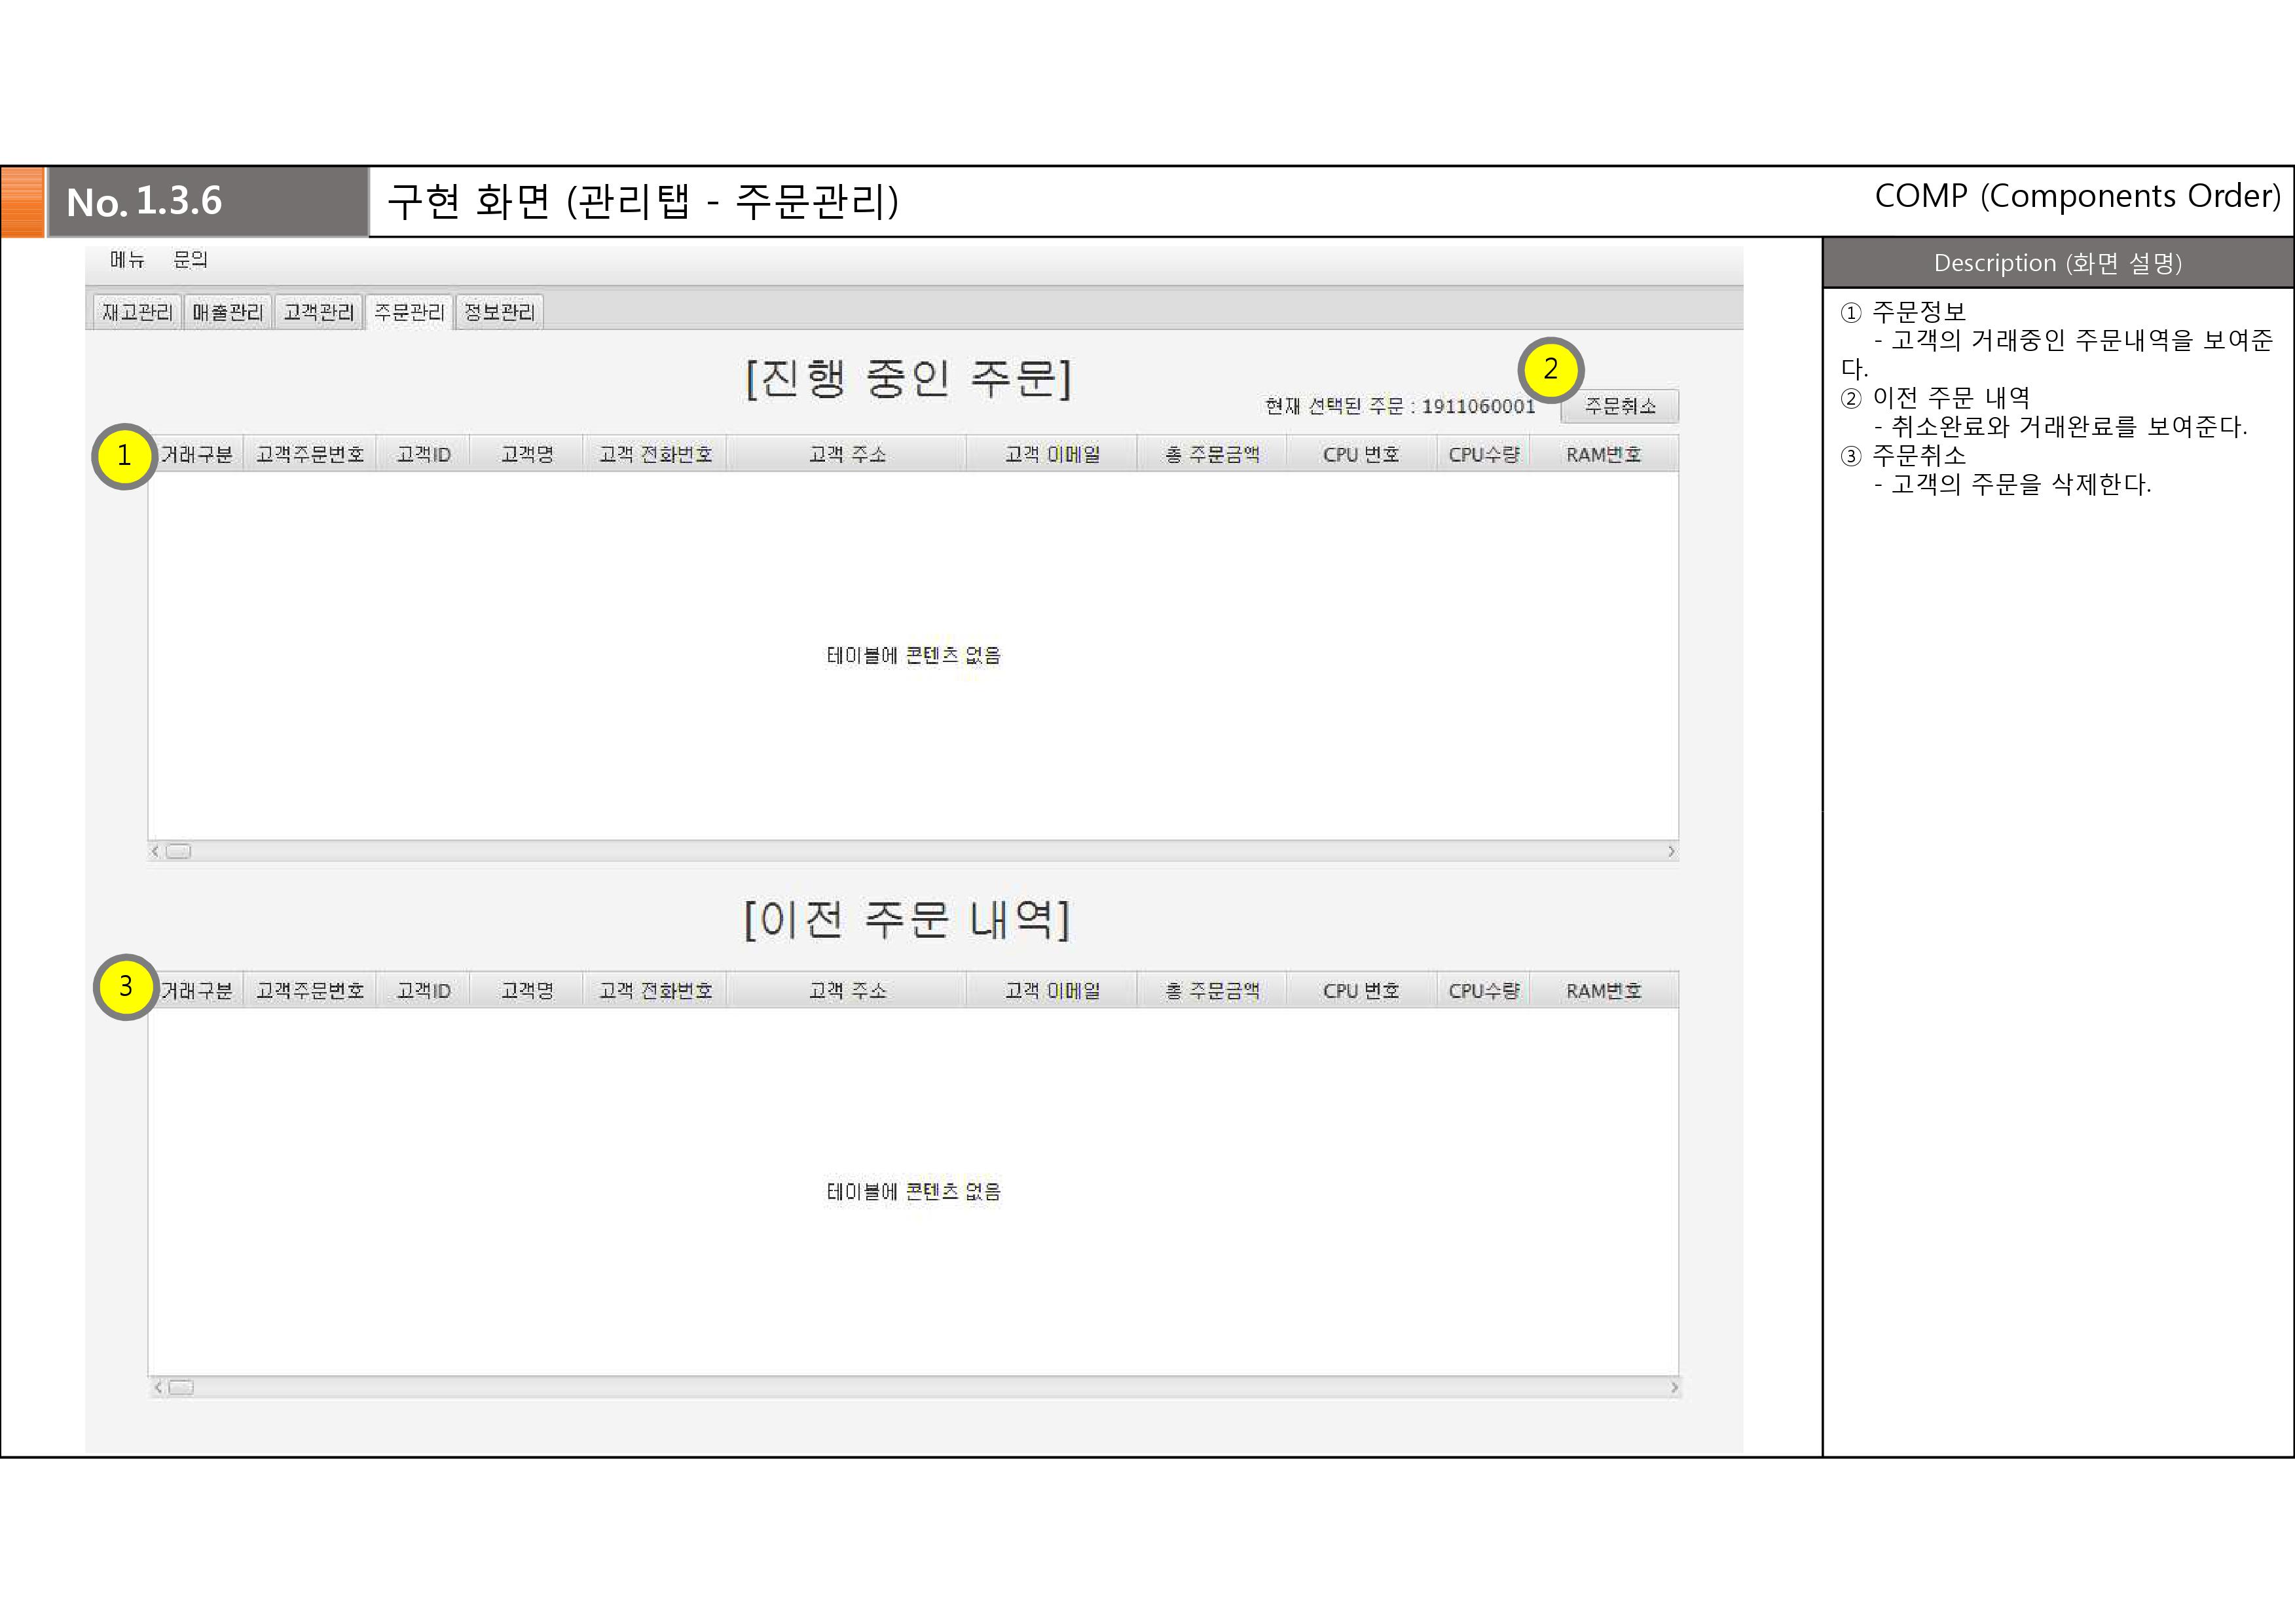 No. 1.3.6
구현 화면 (관리탭 - 주문관리)
COMP (Components Order)
메뉴 문의
재고관리 매출관리 고객관리 주문관리 정보관리
[진행 중인 주문]
2
현재 선택된 주문 : 1911060001 주문취소
1
거래구분 고객주문번호 고객ID 고객명 고객 전화번호 고객 주소 고객 이메일 총 주문금액 CPU 번호 CPU수량 RAM번호
테이블에 콘텐츠 없음
[이전 주문 내역]
3
거래구분 고객주문번호 고객ID 고객명 고객 전화번호 고객 주소 고객 이메일 총 주문금액 CPU 번호 CPU수량 RAM번호
테이블에 콘텐츠 없음
Description (화면 설명)
① 주문정보
- 고객의 거래중인 주문내역을 보여준
다.
② 이전 주문 내역
- 취소완료와 거래완료를 보여준다.
③ 주문취소
- 고객의 주문을 삭제한다.